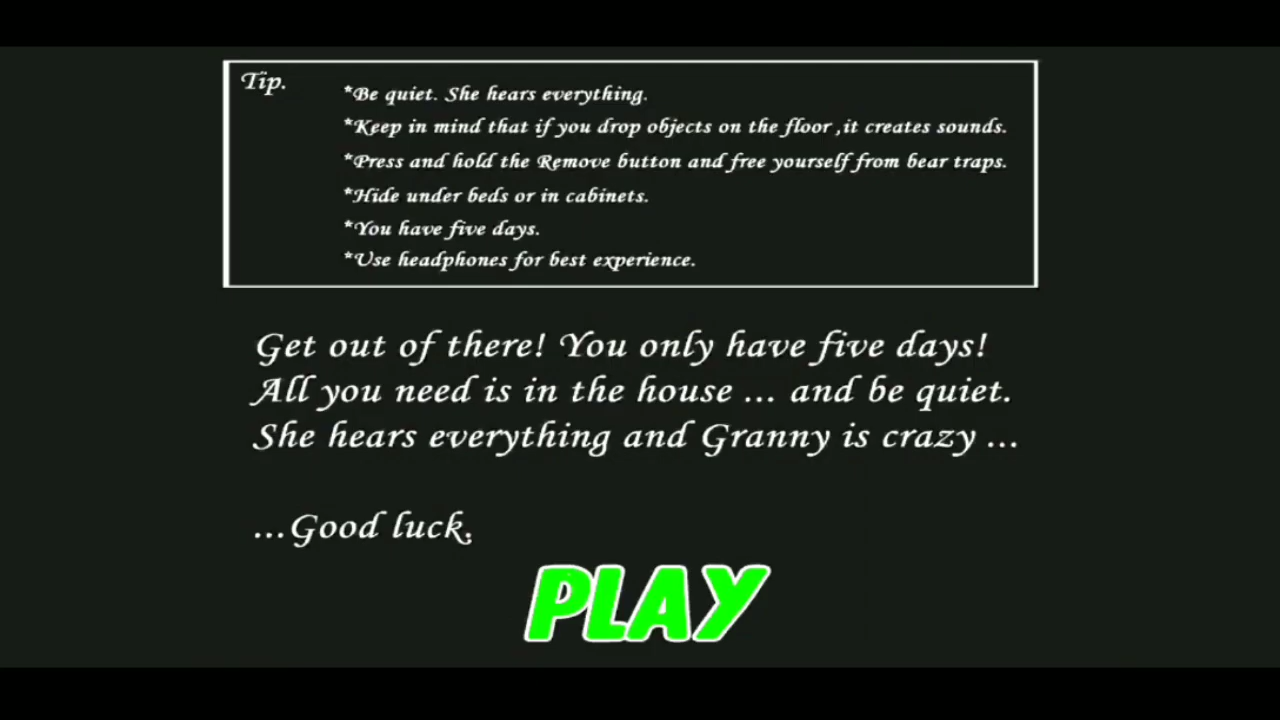 Tip.
*Be quiet. She hears everything.
*Keep in mind that if you drop objects on the floor ,it creates sounds.
*Press and hold the Remove button and free yourself from bear traps.
*Hide under beds or in cabinets.
*You have five days.
*Use headphones for best experience.
Get out of there! You only have five days!
All you need is in the house ... and be quiet.
She hears everything and Granny is crazy ...
...Good luck.
PLAY